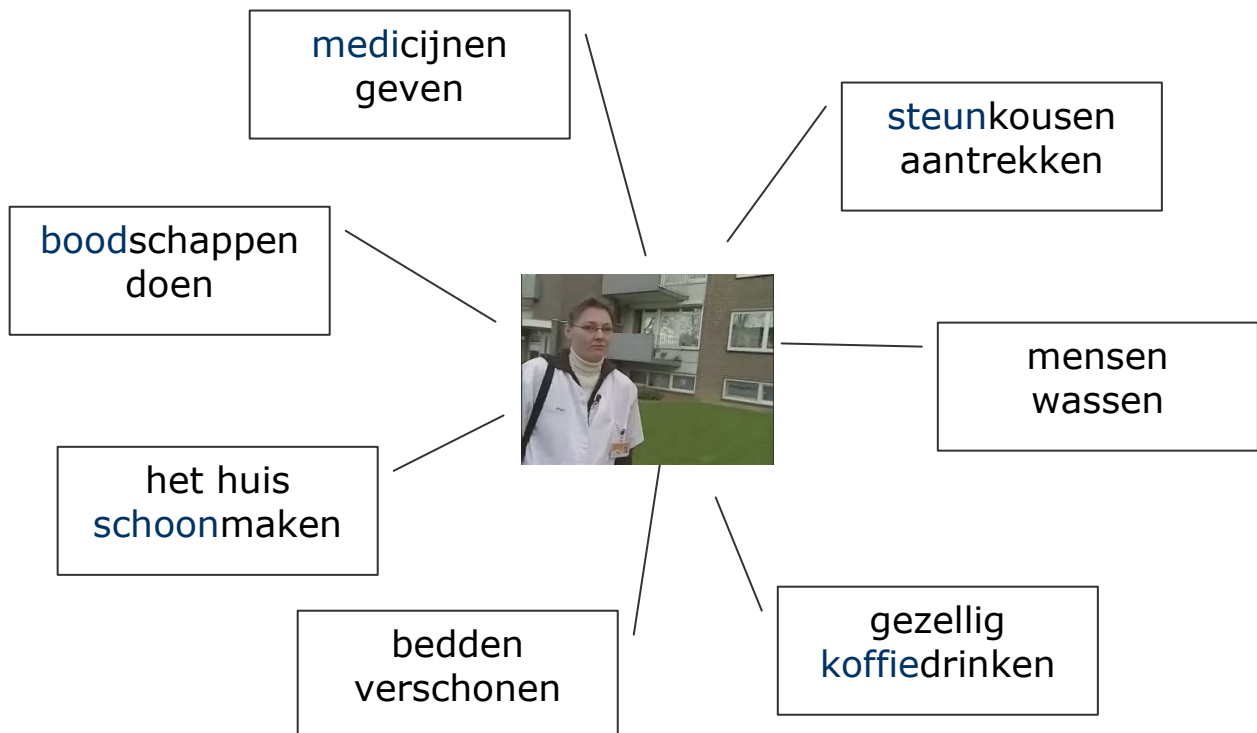 medicijnen
geven
steunkousen
aantrekken
boodschappen
doen
mensen
wassen
het huis
schoonmaken
gezellig
koffiedrinken
bedden
verschonen